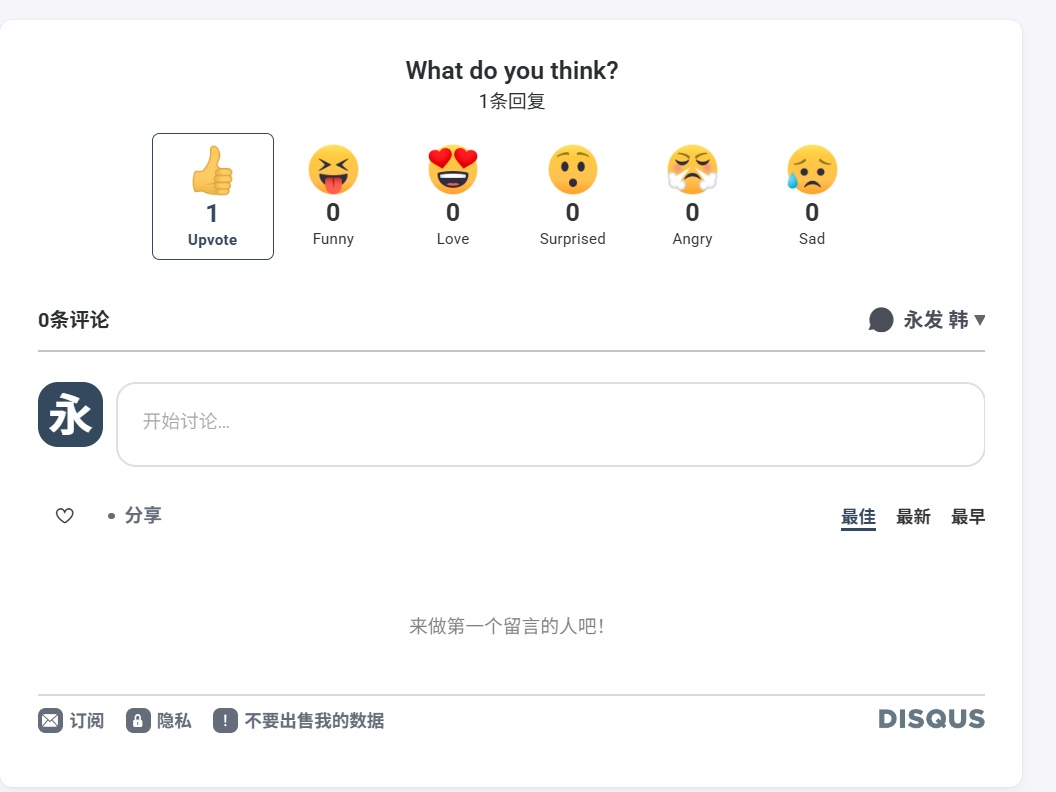 What do you think?
1条回复
1 0 0 0 0 0
Upvote Funny Love Surprised Angry Sad
0条评论 永发 韩
永
开始讨论...
• 分享 最佳 最新 最早
来做第一个留言的人吧！
订阅 隐私 ! 不要出售我的数据 DISQUS